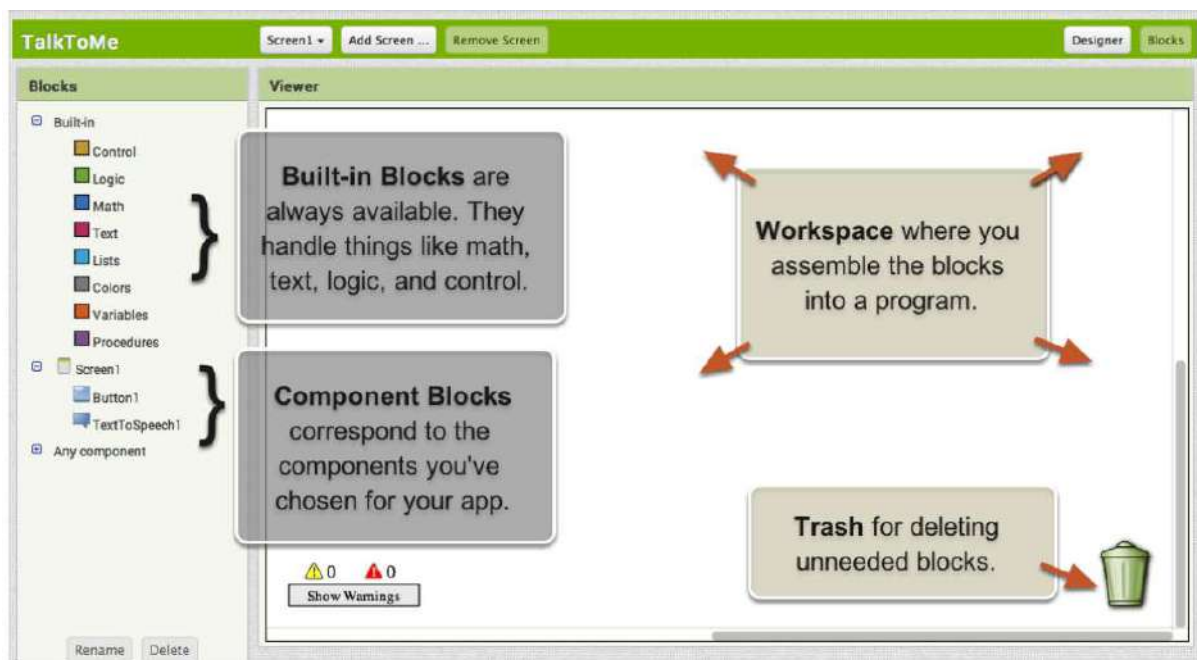 TalkToMe
Screen1
Add Screen ...
Remove Screen
Designer
Blocks
Blocks
Viewer
Built-in
Control
Logic
Math
Text
Lists
Colors
Variables
Procedures
Screen1
Button1
TextToSpeech1
Any component
Rename
Delete
Built-in Blocks are
always available. They
handle things like math,
text, logic, and control.
Component Blocks
correspond to the
components you've
chosen for your app.
0
0
Show Warnings
Workspace where you
assemble the blocks
into a program.
Trash for deleting
unneeded blocks.